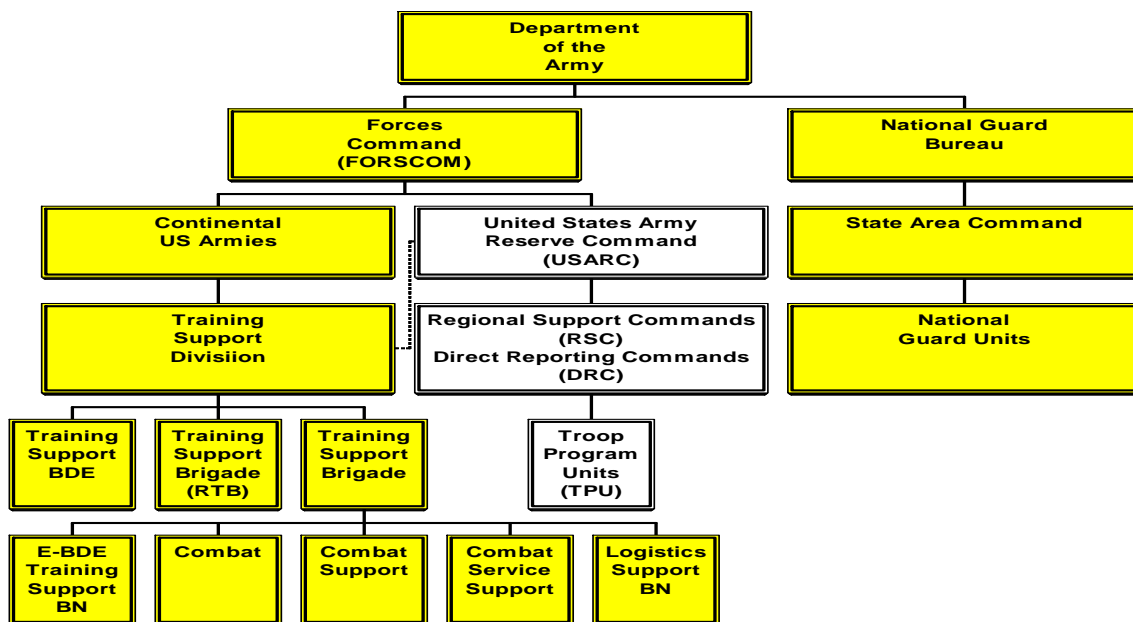 Department
of the
Army
Forces
Command
(FORSCOM)
National Guard
Bureau
Continental
US Armies
United States Army
Reserve Command
(USARC)
State Area Command
Training
Support
Divisiion
Regional Support Commands
(RSC)
Direct Reporting Commands
(DRC)
National
Guard Units
Training
Support
BDE
Training
Support
Brigade
(RTB)
Training
Support
Brigade
Troop
Program
Units
(TPU)
E-BDE
Training
Support
BN
Combat
Combat
Support
Combat
Service
Support
Logistics
Support
BN